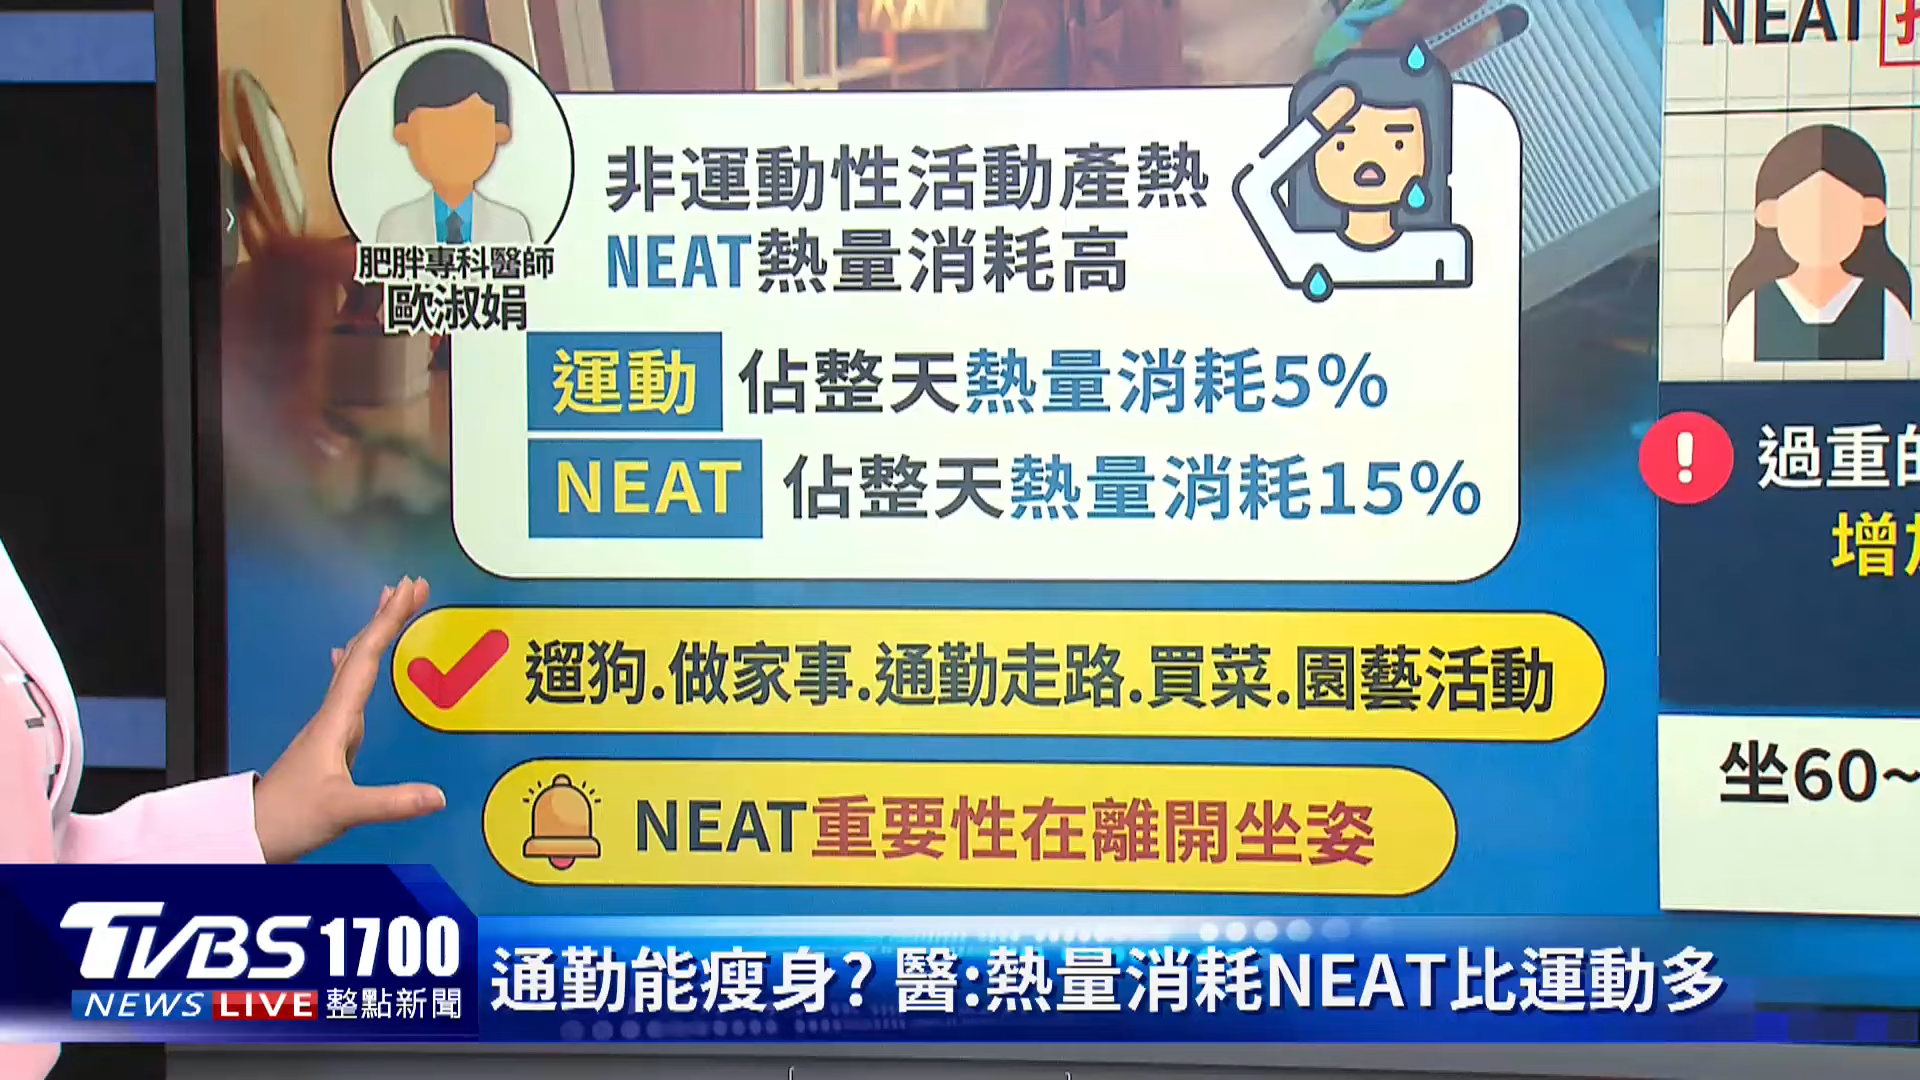 肥胖專科醫師
歐淑娟
非運動性活動產熱
NEAT熱量消耗高
運動 佔整天熱量消耗5%
NEAT 佔整天熱量消耗15%
遛狗.做家事.通勤走路.買菜.園藝活動
NEAT重要性在離開坐姿
NEAT
過重的
增加
坐60~
TVBS 1700
NEWS LIVE 整點新聞
通勤能瘦身? 醫:熱量消耗NEAT比運動多